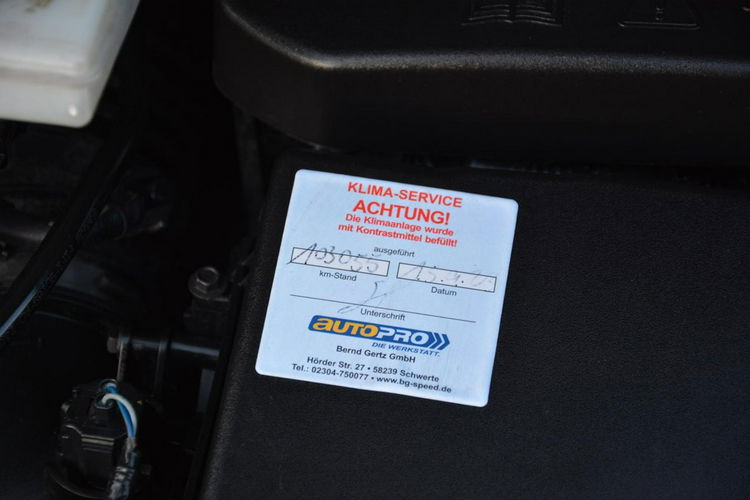 KLIMA-SERVICE
ACHTUNG!
Die Klimaanlage wurde
mit Kontrastmittel befüllt!
ausgeführt
103055
km-Stand Datum
Unterschrift
AUTOPRO
DIE WERKSTATT.
Bernd Gertz GmbH
Hörder Str. 27 • 58239 Schwerte
Tel.: 02304-750077 • www.bg-speed.de